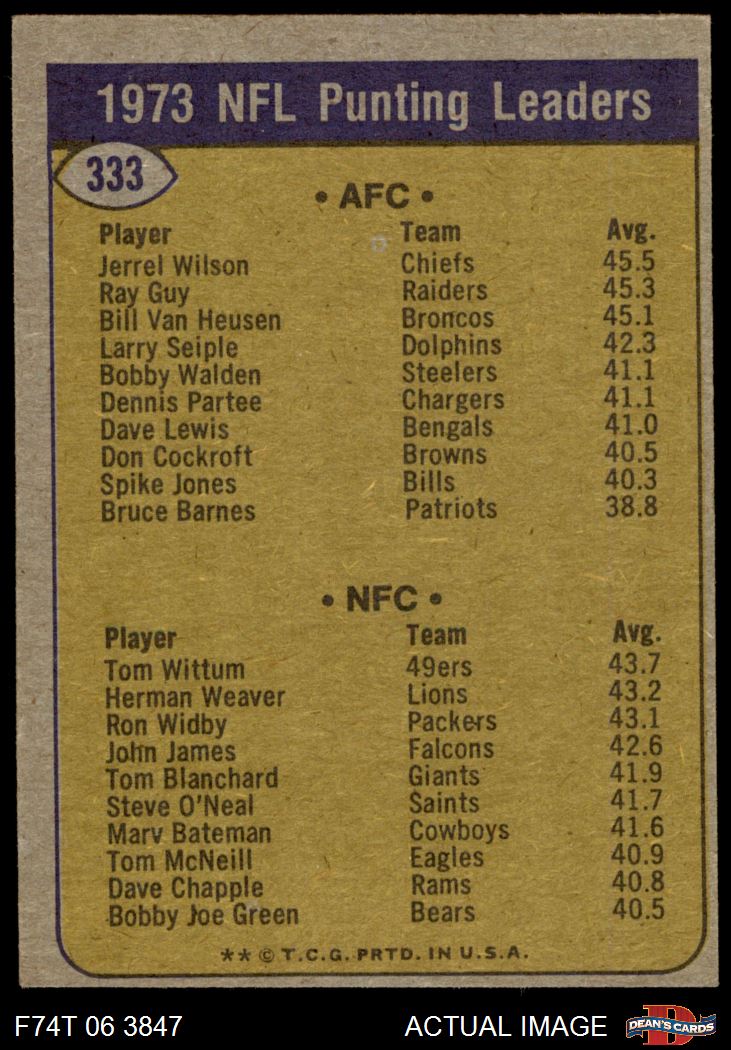 1973 NFL Punting Leaders
333
• AFC •
Player Team Avg.
Jerrel Wilson Chiefs 45.5
Ray Guy Raiders 45.3
Bill Van Heusen Broncos 45.1
Larry Seiple Dolphins 42.3
Bobby Walden Steelers 41.1
Dennis Partee Chargers 41.1
Dave Lewis Bengals 41.0
Don Cockroft Browns 40.5
Spike Jones Bills 40.3
Bruce Barnes Patriots 38.8
• NFC •
Player Team Avg.
Tom Wittum 49ers 43.7
Herman Weaver Lions 43.2
Ron Widby Packers 43.1
John James Falcons 42.6
Tom Blanchard Giants 41.9
Steve O'Neal Saints 41.7
Marv Bateman Cowboys 41.6
Tom McNeill Eagles 40.9
Dave Chapple Rams 40.8
Bobby Joe Green Bears 40.5
** © T.C.G. PRTD. IN U.S.A.
F74T 06 3847 ACTUAL IMAGE D DEAN'S CARDS